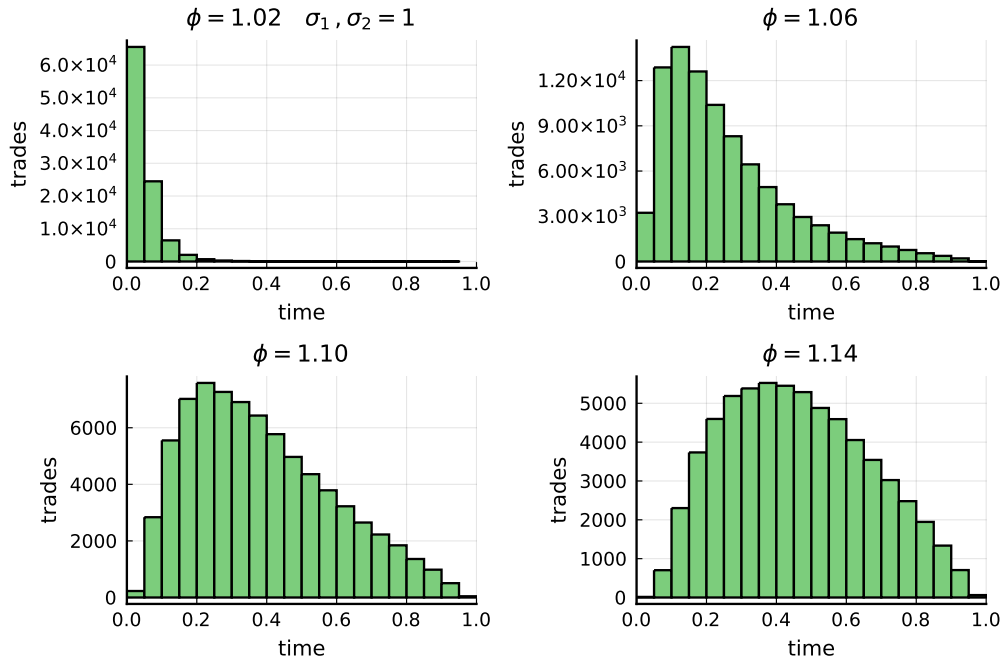 ϕ = 1.02 σ₁, σ₂ = 1
trades
6.0×10⁴
5.0×10⁴
4.0×10⁴
3.0×10⁴
2.0×10⁴
1.0×10⁴
0
0.0 0.2 0.4 0.6 0.8 1.0
time
ϕ = 1.06
trades
1.20×10⁴
9.00×10³
6.00×10³
3.00×10³
0
0.0 0.2 0.4 0.6 0.8 1.0
time
ϕ = 1.10
trades
6000
4000
2000
0
0.0 0.2 0.4 0.6 0.8 1.0
time
ϕ = 1.14
trades
5000
4000
3000
2000
1000
0
0.0 0.2 0.4 0.6 0.8 1.0
time